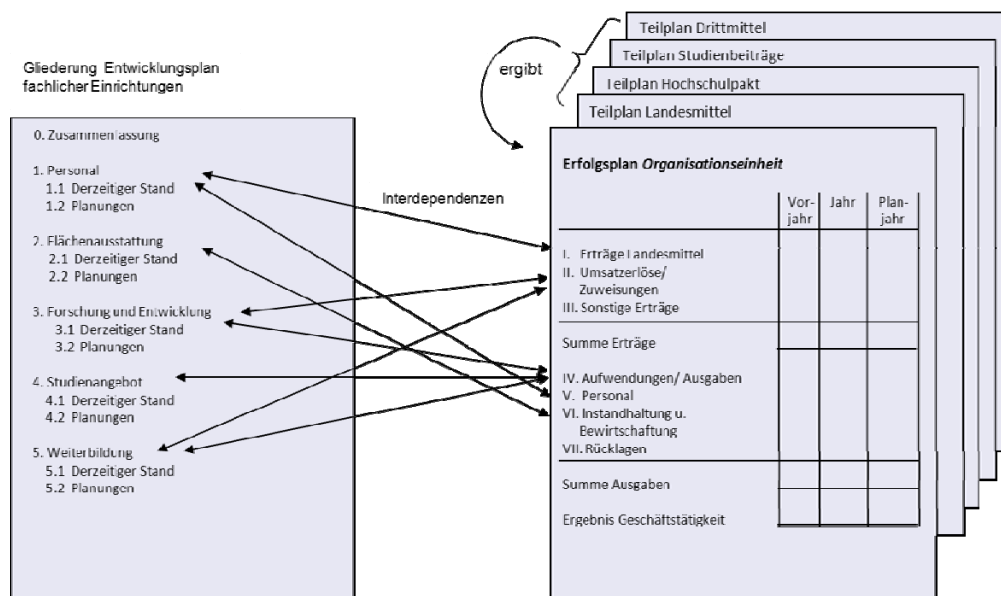 Gliederung Entwicklungsplan
fachlicher Einrichtungen
0. Zusammenfassung
1. Personal
1.1 Derzeitiger Stand
1.2 Planungen
2. Flächenausstattung
2.1 Derzeitiger Stand
2.2 Planungen
3. Forschung und Entwicklung
3.1 Derzeitiger Stand
3.2 Planungen
4. Studienangebot
4.1 Derzeitiger Stand
4.2 Planungen
5. Weiterbildung
5.1 Derzeitiger Stand
5.2 Planungen
Interdependenzen
ergibt
Teilplan Drittmittel
Teilplan Studienbeiträge
Teilplan Hochschulpakt
Teilplan Landesmittel
Erfolgsplan Organisationseinheit
Vor-
jahr
Jahr
Plan-
jahr
I. Erträge Landesmittel
II. Umsatzerlöse/
Zuweisungen
III. Sonstige Erträge
Summe Erträge
IV. Aufwendungen/ Ausgaben
V. Personal
VI. Instandhaltung u.
Bewirtschaftung
VII. Rücklagen
Summe Ausgaben
Ergebnis Geschäftstätigkeit